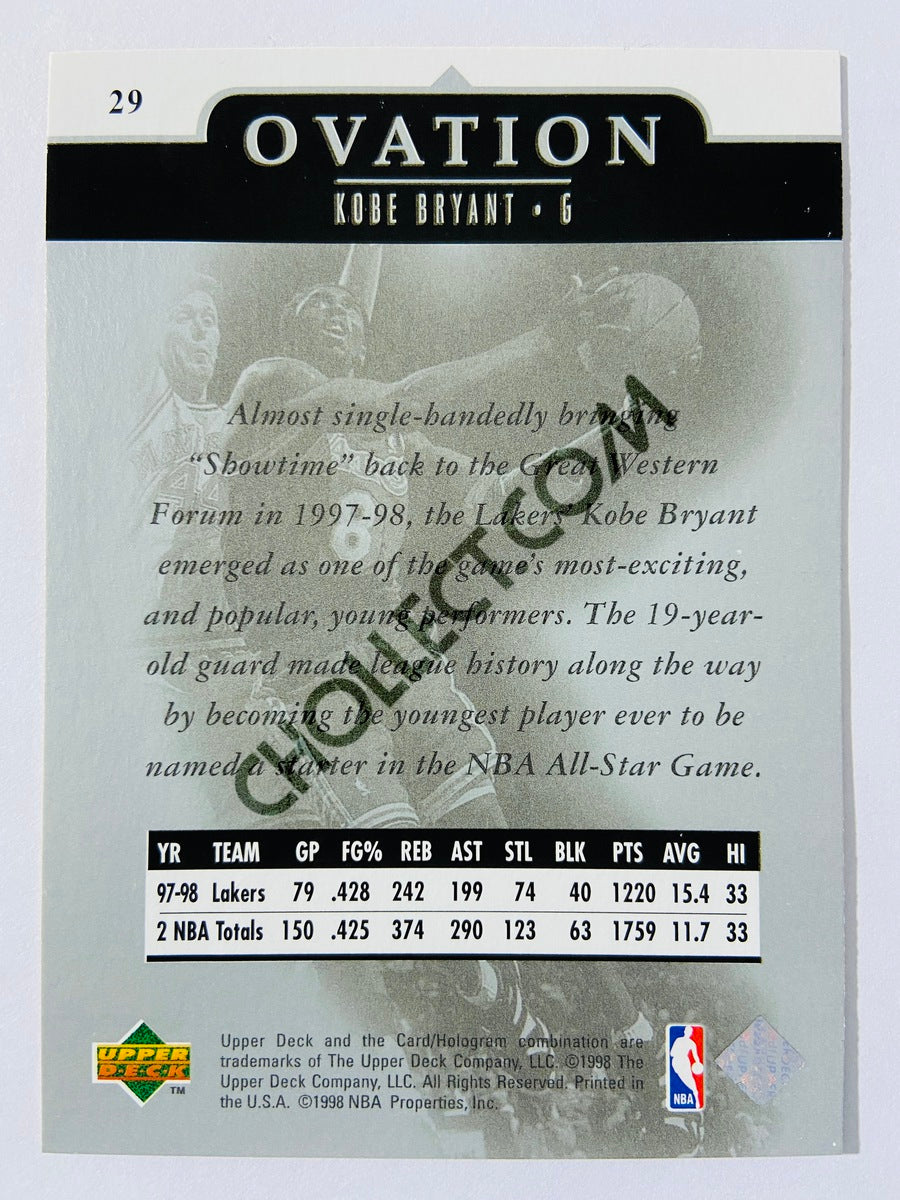 29
OVATION
KOBE BRYANT • G
Almost single-handedly bringing
“Showtime” back to the Great Western
Forum in 1997-98, the Lakers’ Kobe Bryant
emerged as one of the game’s most-exciting,
and popular, young performers. The 19-year-
old guard made league history along the way
by becoming the youngest player ever to be
named a starter in the NBA All-Star Game.
CHOLLECT.COM
8
YR TEAM GP FG% REB AST STL BLK PTS AVG HI
97-98 Lakers 79 .428 242 199 74 40 1220 15.4 33
2 NBA Totals 150 .425 374 290 123 63 1759 11.7 33
UPPER
DECK
TM
Upper Deck and the Card/Hologram combination are
trademarks of The Upper Deck Company, LLC. ©1998 The
Upper Deck Company, LLC. All Rights Reserved. Printed in
the U.S.A. ©1998 NBA Properties, Inc.
NBA